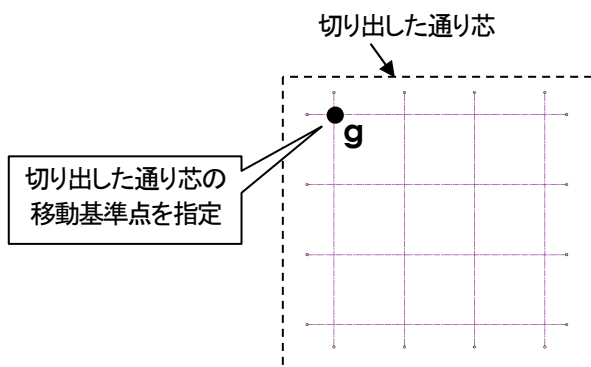 切り出した通り芯
g
切り出した通り芯の
移動基準点を指定